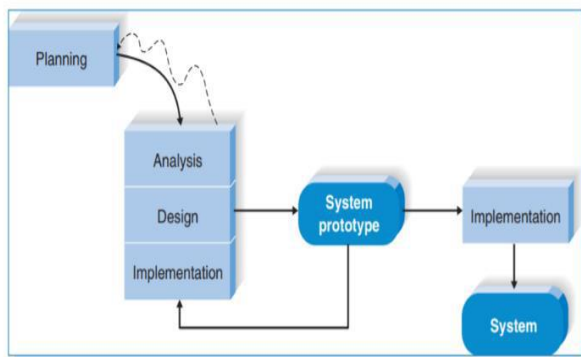 Planning
Analysis
Design
Implementation
System
prototype
Implementation
System